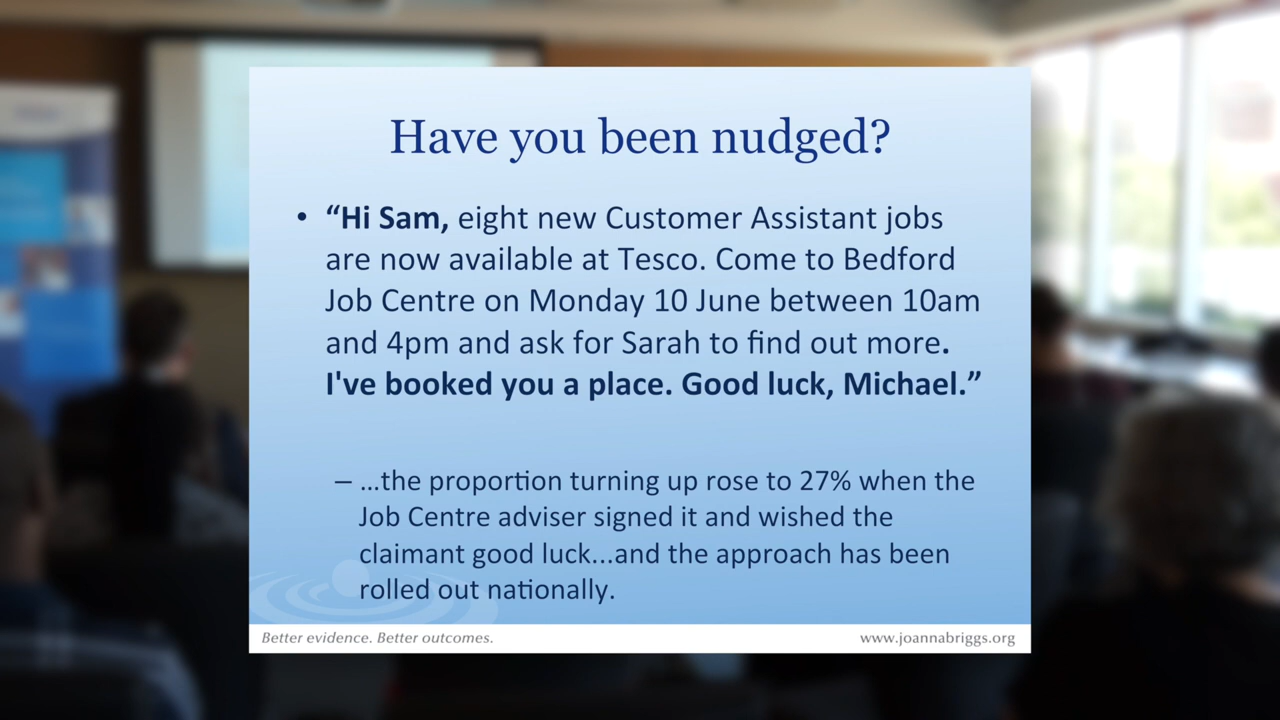 Have you been nudged?
• “Hi Sam, eight new Customer Assistant jobs
are now available at Tesco. Come to Bedford
Job Centre on Monday 10 June between 10am
and 4pm and ask for Sarah to find out more.
I've booked you a place. Good luck, Michael.”
– ...the proportion turning up rose to 27% when the
Job Centre adviser signed it and wished the
claimant good luck...and the approach has been
rolled out nationally.
Better evidence. Better outcomes.
www.joannabriggs.org